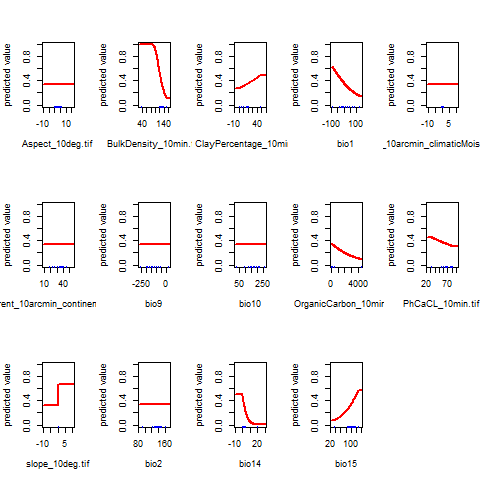 predicted value
0.0 0.4 0.8
-10 10
Aspect_10deg.tif
predicted value
0.0 0.4 0.8
40 140
BulkDensity_10min.
predicted value
0.0 0.4 0.8
-10 40
ClayPercentage_10mi
predicted value
0.0 0.4 0.8
-100 100
bio1
predicted value
0.0 0.4 0.8
-10 5
_10arcmin_climaticMois
predicted value
0.0 0.4 0.8
10 40
rent_10arcmin_continen
predicted value
0.0 0.4 0.8
-250 0
bio9
predicted value
0.0 0.4 0.8
50 250
bio10
predicted value
0.0 0.4 0.8
0 4000
OrganicCarbon_10mir
predicted value
0.0 0.4 0.8
20 70
PhCaCL_10min.tif
predicted value
0.0 0.4 0.8
-10 5
slope_10deg.tif
predicted value
0.0 0.4 0.8
80 160
bio2
predicted value
0.0 0.4 0.8
-10 20
bio14
predicted value
0.0 0.4 0.8
20 100
bio15